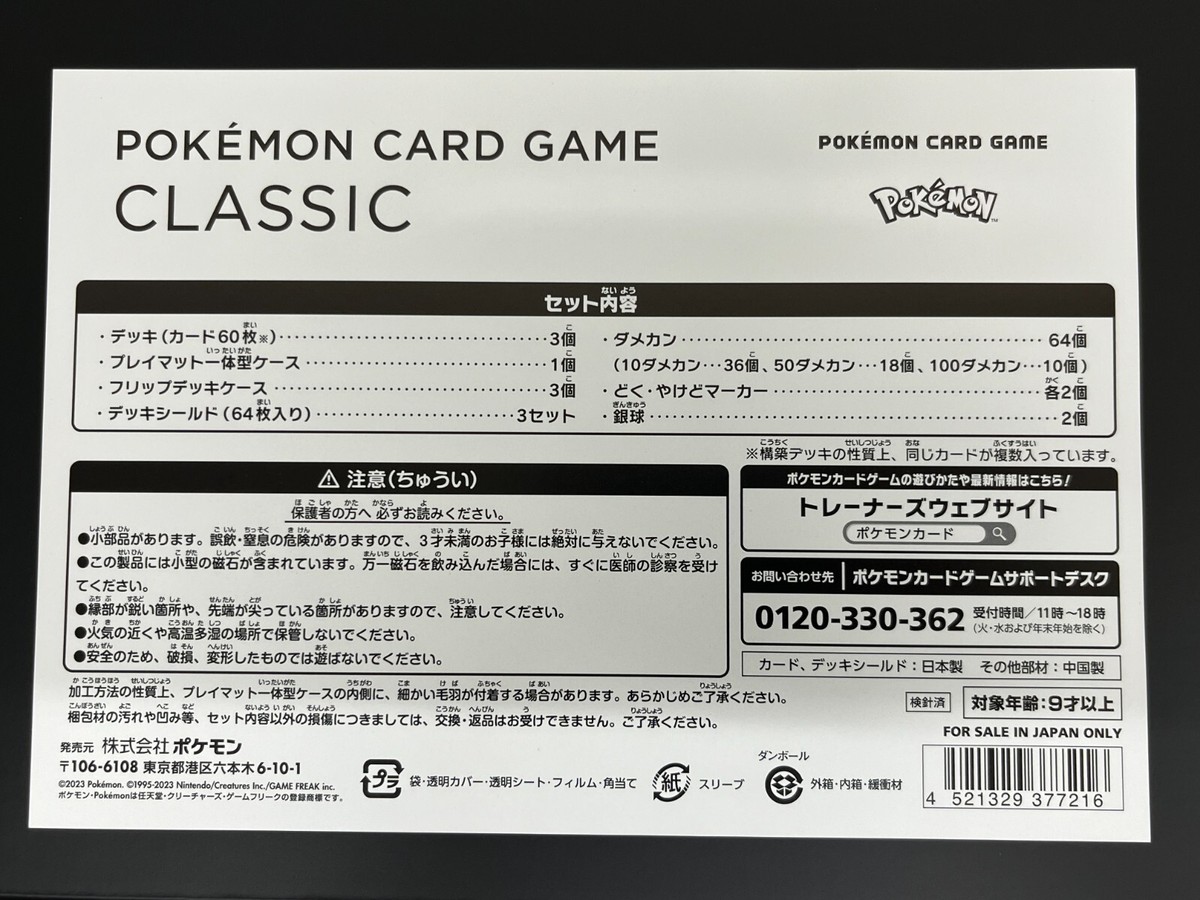 POKÉMON CARD GAME
CLASSIC
POKÉMON CARD GAME
Pokémon™
セット内容
・デッキ(カード60枚※)……3個
・プレイマット一体型ケース……1個
・フリップデッキケース……3個
・デッキシールド(64枚入り)……3セット
・ダメカン……64個
(10ダメカン…36個、50ダメカン…18個、100ダメカン…10個)
・どく・やけどマーカー……各2個
・銀球……2個
※構築デッキの性質上、同じカードが複数入っています。
⚠ 注意(ちゅうい)
保護者の方へ 必ずお読みください。
●小部品があります。誤飲・窒息の危険がありますので、3才未満のお子様には絶対に与えないでください。
●この製品には小型の磁石が含まれています。万一磁石を飲み込んだ場合には、すぐに医師の診察を受け
てください。
●縁部が鋭い箇所や、先端が尖っている箇所がありますので、注意してください。
●火気の近くや高温多湿の場所で保管しないでください。
●安全のため、破損、変形したものでは遊ばないでください。
ポケモンカードゲームの遊びかたや最新情報はこちら!
トレーナーズウェブサイト
ポケモンカード
お問い合わせ先 ポケモンカードゲームサポートデスク
0120-330-362 受付時間/11時~18時
(火・水および年末年始を除く)
カード、デッキシールド:日本製 その他部材:中国製
加工方法の性質上、プレイマット一体型ケースの内側に、細かい毛羽が付着する場合があります。あらかじめご了承ください。
梱包材の汚れや凹み等、セット内容以外の損傷につきましては、交換・返品はお受けできません。ご了承ください。
検針済 対象年齢:9才以上
FOR SALE IN JAPAN ONLY
発売元 株式会社ポケモン
〒106-6108 東京都港区六本木6-10-1
©2023 Pokémon. ©1995-2023 Nintendo/Creatures Inc./GAME FREAK inc.
ポケモン・Pokémonは任天堂・クリーチャーズ・ゲームフリークの登録商標です。
プラ 袋・透明カバー・透明シート・フィルム・角当て
紙 スリーブ
ダンボール
外箱・内箱・緩衝材
4 521329 377216